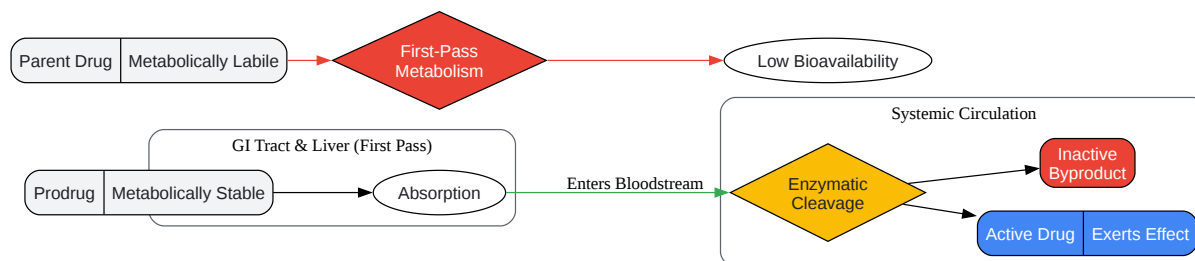 Parent Drug
Metabolically Labile
First-Pass
Metabolism
Low Bioavailability
Systemic Circulation
GI Tract & Liver (First Pass)
Prodrug
Metabolically Stable
Absorption
Enters Bloodstream
Enzymatic
Cleavage
Inactive
Byproduct
Active Drug
Exerts Effect